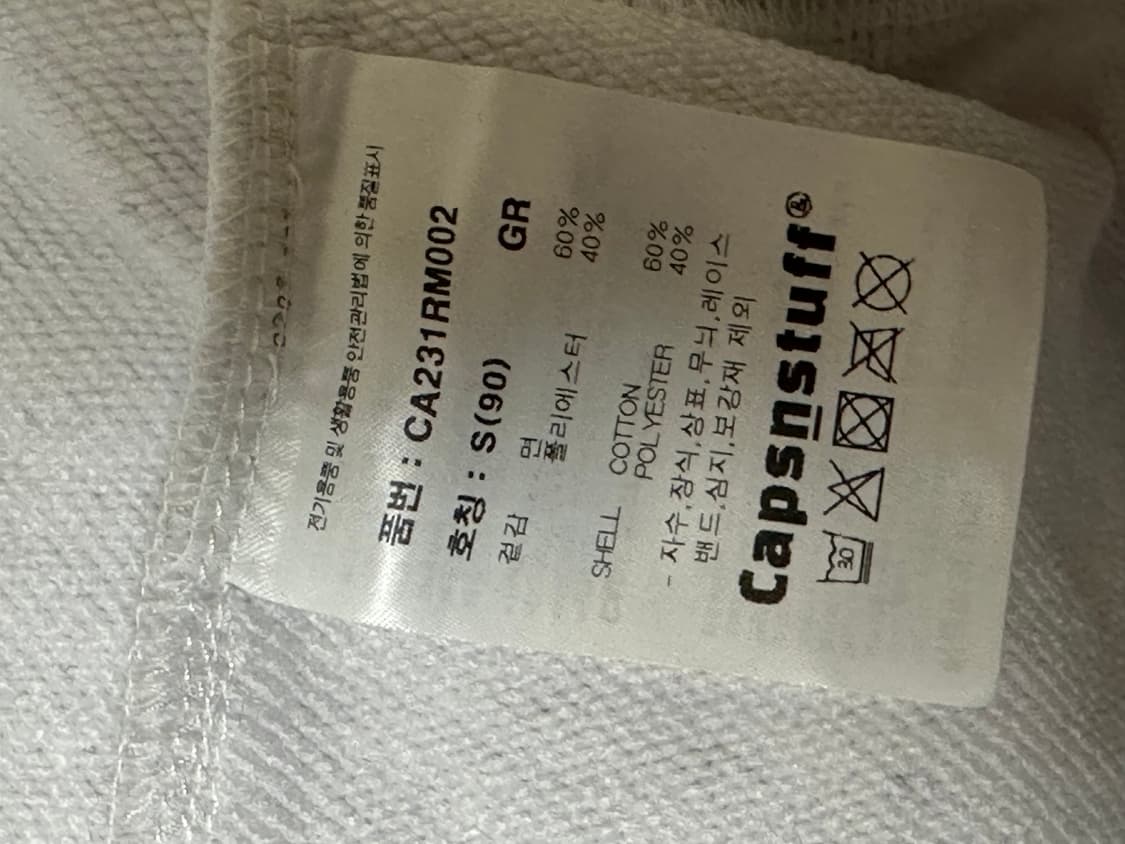 전기용품 및 생활용품 안전관리법에 의한 품질표시
품번 : CA231RM002
호칭 : S(90) GR
겉감 면 60%
폴리에스터 40%
SHELL COTTON 60%
POLYESTER 40%
- 자수,장식,상표,무늬,레이스
밴드,심지,보강재 제외
Capsnstuff®
30